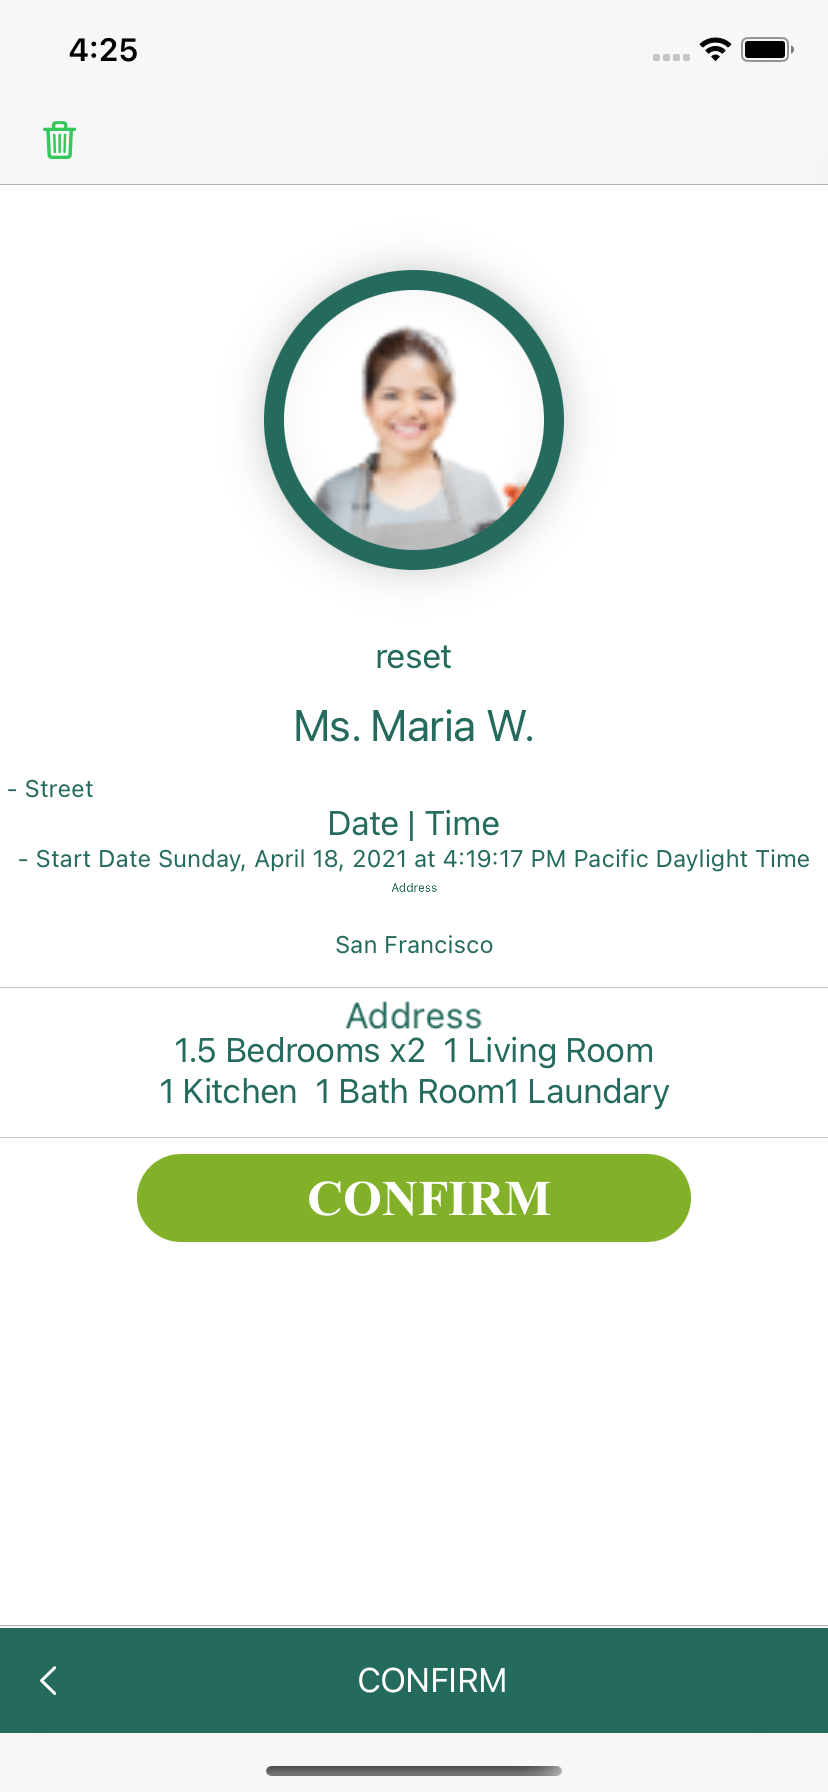 4:25
reset
Ms. Maria W.
- Street
Date | Time
- Start Date Sunday, April 18, 2021 at 4:19:17 PM Pacific Daylight Time
Address
San Francisco
Address
1.5 Bedrooms x2  1 Living Room
1 Kitchen  1 Bath Room1 Laundary
CONFIRM
CONFIRM